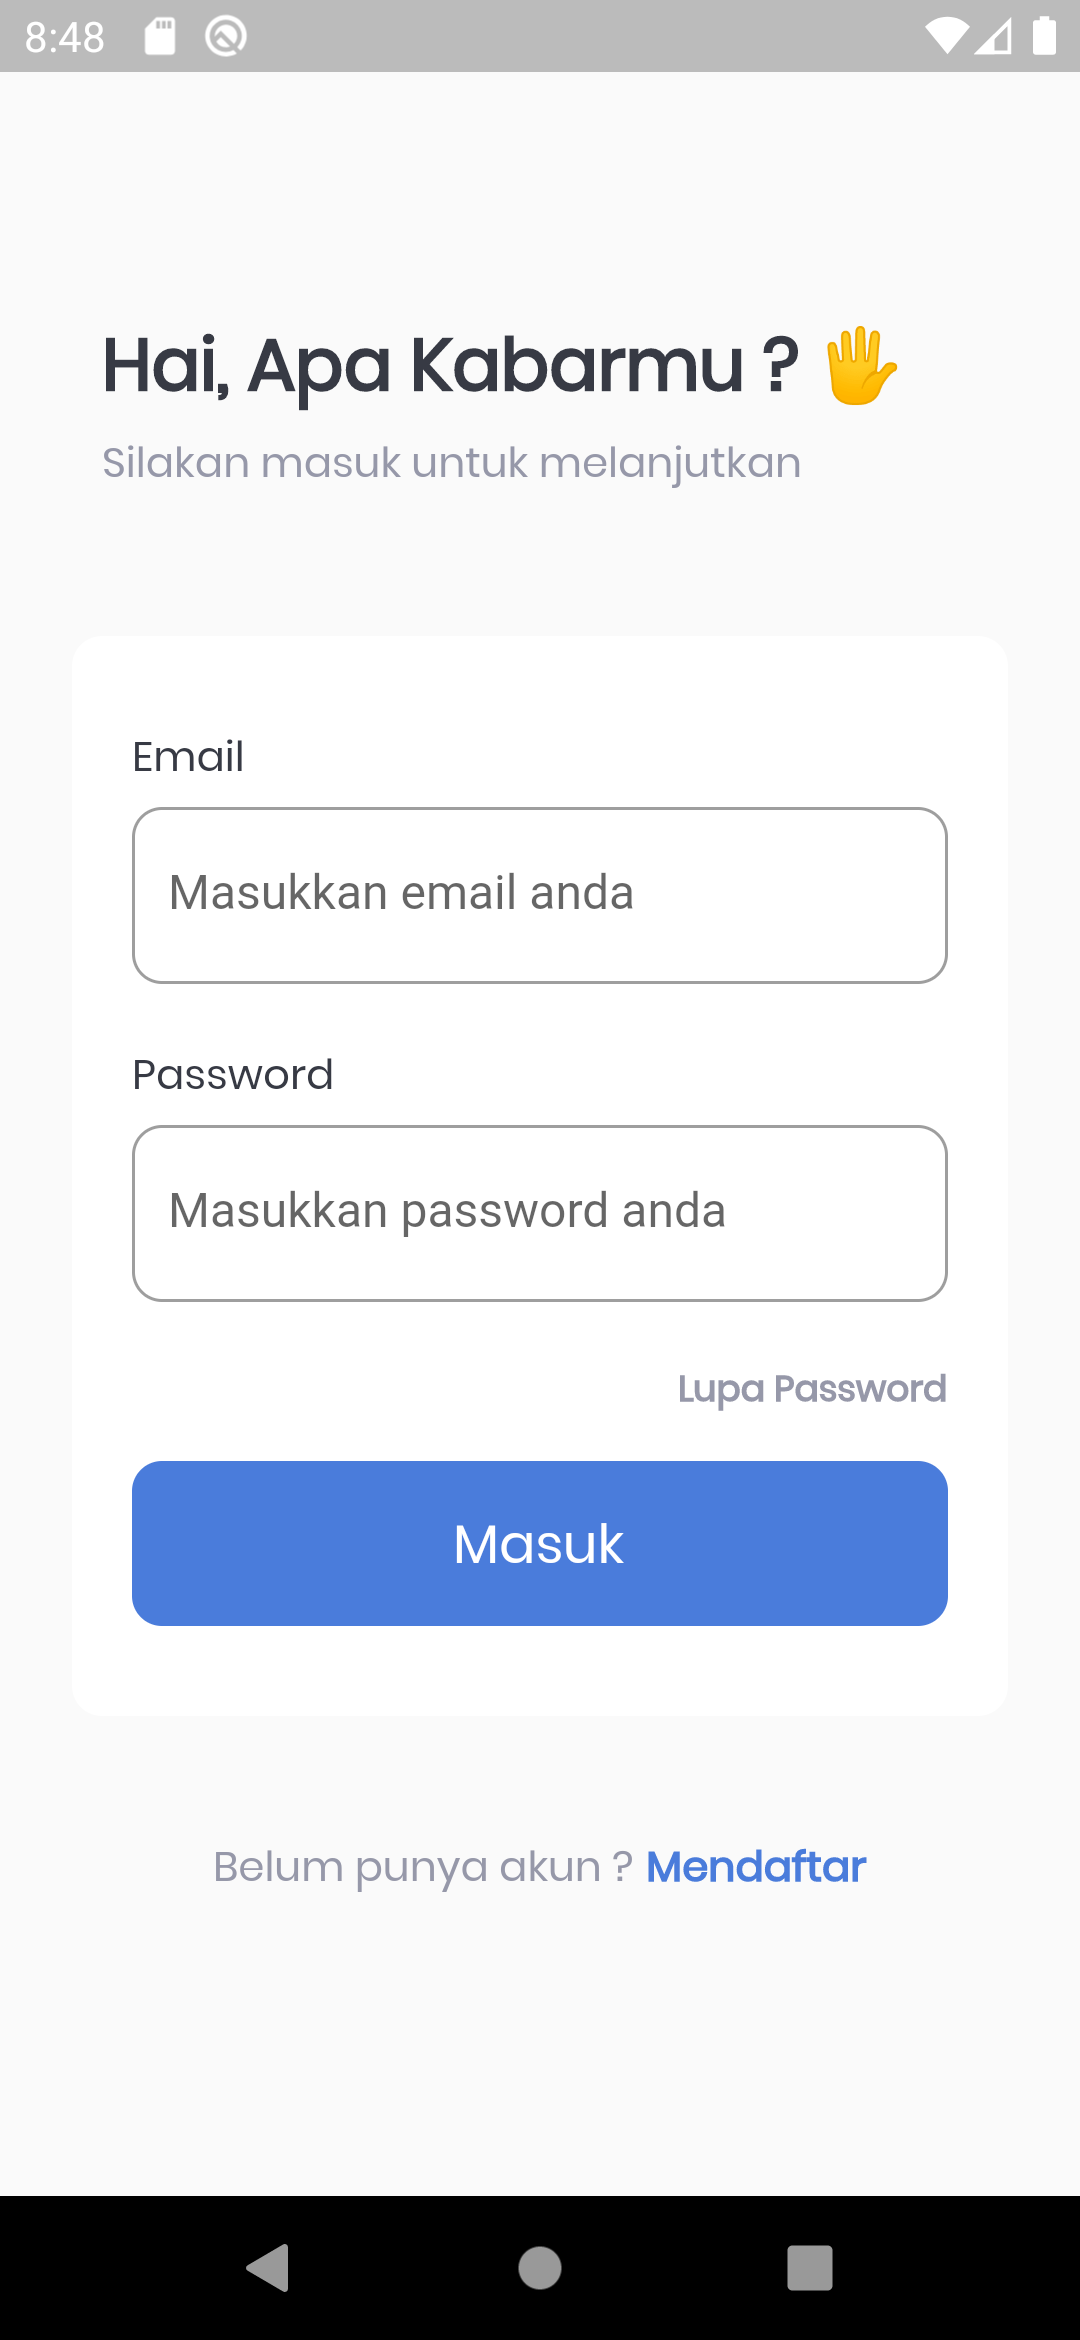 8:48
Hai, Apa Kabarmu ? 🖐
Silakan masuk untuk melanjutkan
Email
Masukkan email anda
Password
Masukkan password anda
Lupa Password
Masuk
Belum punya akun ? Mendaftar